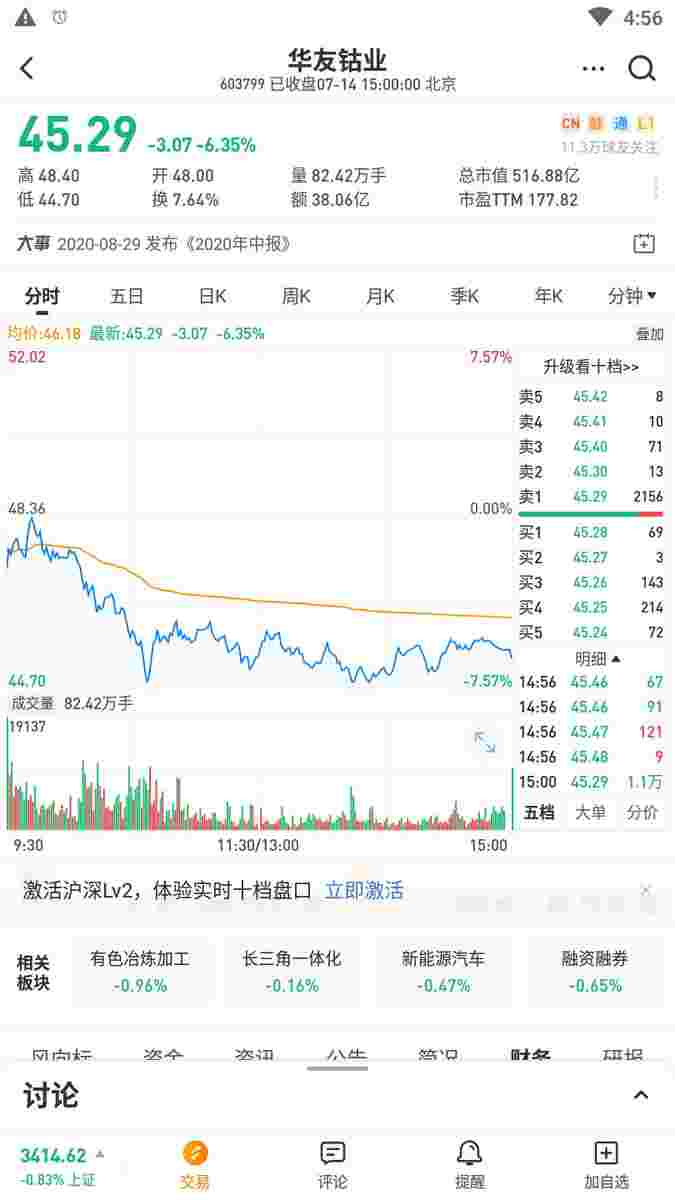 4:56
华友钴业
603799 已收盘07-14 15:00:00 北京
45.29 -3.07 -6.35%
CN 融 通 L1
11.3万球友关注
高 48.40 开 48.00 量 82.42万手 总市值 516.88亿
低 44.70 换 7.64% 额 38.06亿 市盈TTM 177.82
大事 2020-08-29 发布《2020年中报》
分时 五日 日K 周K 月K 季K 年K 分钟
均价:46.18 最新:45.29 -3.07 -6.35% 叠加
52.02 7.57%
48.36 0.00%
44.70 -7.57%
成交量 82.42万手
19137
9:30 11:30/13:00 15:00
升级看十档>>
卖5 45.42 8
卖4 45.41 10
卖3 45.40 71
卖2 45.30 13
卖1 45.29 2156
买1 45.28 69
买2 45.27 3
买3 45.26 143
买4 45.25 214
买5 45.24 72
明细
14:56 45.46 67
14:56 45.46 91
14:56 45.47 121
14:56 45.48 9
15:00 45.29 1.1万
五档 大单 分价
激活沪深Lv2，体验实时十档盘口 立即激活
相关
板块
有色冶炼加工 长三角一体化 新能源汽车 融资融券
-0.96% -0.16% -0.47% -0.65%
风向标 资金 资讯 公告 简况 财务 研报
讨论
3414.62
-0.83% 上证
交易 评论 提醒 加自选